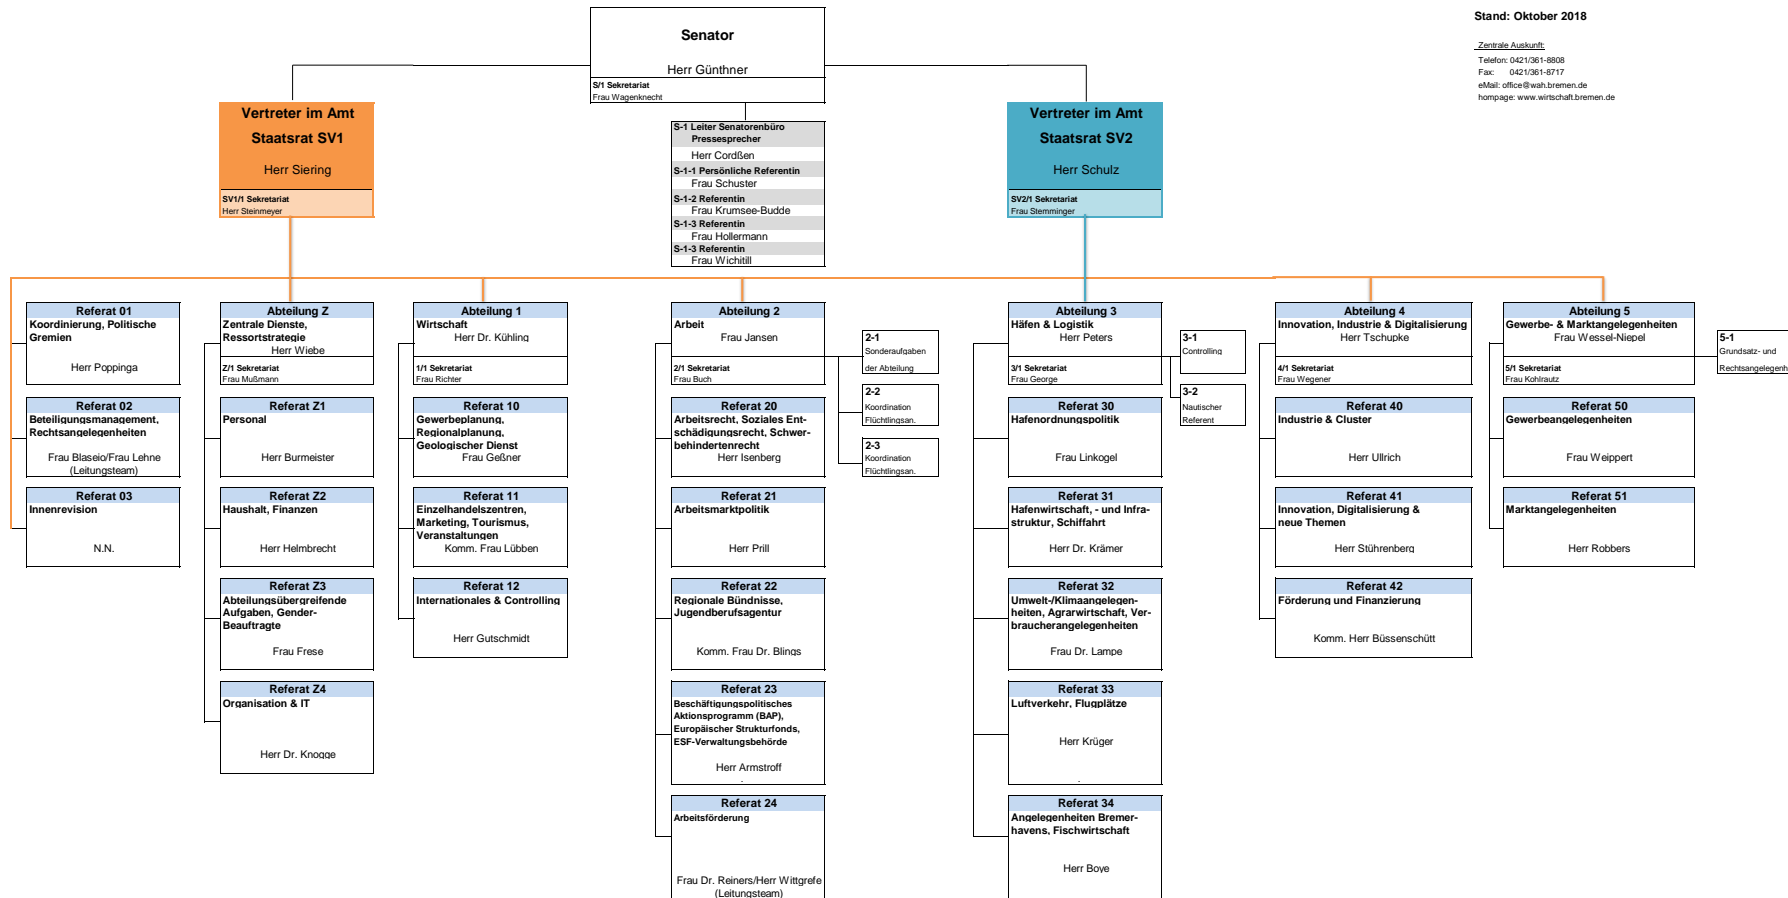 Stand: Oktober 2018
Zentrale Auskunft:
Telefon: 0421/361-8808
Fax: 0421/361-8717
eMail: office@wah.bremen.de
hompage: www.wirtschaft.bremen.de
Senator
Herr Günthner
S/1 Sekretariat
Frau Wagenknecht
Vertreter im Amt
Staatsrat SV1
Herr Siering
SV1/1 Sekretariat
Herr Steinmeyer
S-1 Leiter Senatorenbüro
Pressesprecher
Herr Cordßen
S-1-1 Persönliche Referentin
Frau Schuster
S-1-2 Referentin
Frau Krumsee-Budde
S-1-3 Referentin
Frau Hollermann
S-1-3 Referentin
Frau Wichitill
Vertreter im Amt
Staatsrat SV2
Herr Schulz
SV2/1 Sekretariat
Frau Stemminger
Referat 01
Koordinierung, Politische
Gremien
Herr Poppinga
Referat 02
Beteiligungsmanagement,
Rechtsangelegenheiten
Frau Blaseio/Frau Lehne
(Leitungsteam)
Referat 03
Innenrevision
N.N.
Abteilung Z
Zentrale Dienste,
Ressortstrategie
Herr Wiebe
Z/1 Sekretariat
Frau Mußmann
Referat Z1
Personal
Herr Burmeister
Referat Z2
Haushalt, Finanzen
Herr Helmbrecht
Referat Z3
Abteilungsübergreifende
Aufgaben, Gender-
Beauftragte
Frau Frese
Referat Z4
Organisation & IT
Herr Dr. Knogge
Abteilung 1
Wirtschaft
Herr Dr. Kühling
1/1 Sekretariat
Frau Richter
Referat 10
Gewerbeplanung,
Regionalplanung,
Geologischer Dienst
Frau Geßner
Referat 11
Einzelhandelszentren,
Marketing, Tourismus,
Veranstaltungen
Komm. Frau Lübben
Referat 12
Internationales & Controlling
Herr Gutschmidt
Abteilung 2
Arbeit
Frau Jansen
2/1 Sekretariat
Frau Buch
2-1
Sonderaufgaben
der Abteilung
2-2
Koordination
Flüchtlingsan.
2-3
Koordination
Flüchtlingsan.
Referat 20
Arbeitsrecht, Soziales Ent-
schädigungsrecht, Schwer-
behindertenrecht
Herr Isenberg
Referat 21
Arbeitsmarktpolitik
Herr Prill
Referat 22
Regionale Bündnisse,
Jugendberufsagentur
Komm. Frau Dr. Blings
Referat 23
Beschäftigungspolitisches
Aktionsprogramm (BAP),
Europäischer Strukturfonds,
ESF-Verwaltungsbehörde
Herr Armstroff
Referat 24
Arbeitsförderung
Frau Dr. Reiners/Herr Wittgrefe
(Leitungsteam)
Abteilung 3
Häfen & Logistik
Herr Peters
3/1 Sekretariat
Frau George
3-1
Controlling
3-2
Nautischer
Referent
Referat 30
Hafenordnungspolitik
Frau Linkogel
Referat 31
Hafenwirtschaft, - und Infra-
struktur, Schiffahrt
Herr Dr. Krämer
Referat 32
Umwelt-/Klimaangelegen-
heiten, Agrarwirtschaft, Ver-
braucherangelegenheiten
Frau Dr. Lampe
Referat 33
Luftverkehr, Flugplätze
Herr Krüger
Referat 34
Angelegenheiten Bremer-
havens, Fischwirtschaft
Herr Boye
Abteilung 4
Innovation, Industrie & Digitalisierung
Herr Tschupke
4/1 Sekretariat
Frau Wegener
Referat 40
Industrie & Cluster
Herr Ullrich
Referat 41
Innovation, Digitalisierung &
neue Themen
Herr Stührenberg
Referat 42
Förderung und Finanzierung
Komm. Herr Büssenschütt
Abteilung 5
Gewerbe- & Marktangelegenheiten
Frau Wessel-Niepel
5/1 Sekretariat
Frau Kohlrautz
5-1
Grundsatz- und
Rechtsangelegenh
Referat 50
Gewerbeangelegenheiten
Frau Weippert
Referat 51
Marktangelegenheiten
Herr Robbers